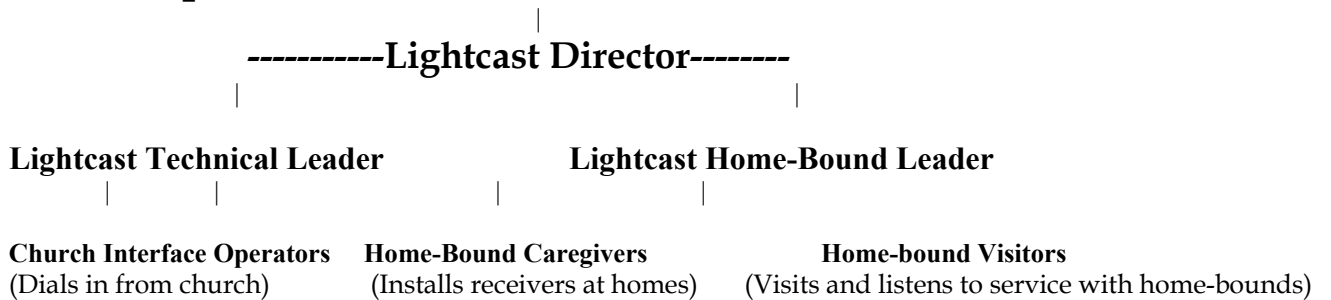 -----------Lightcast Director--------
Lightcast Technical Leader Lightcast Home-Bound Leader
Church Interface Operators Home-Bound Caregivers Home-bound Visitors
(Dials in from church) (Installs receivers at homes) (Visits and listens to service with home-bounds)